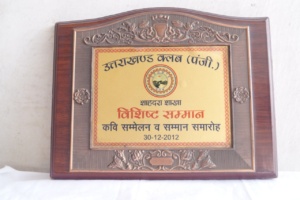 उत्तराखण्ड क्लब (पंजी.)
शाहदरा शाखा
विशिष्ट सम्मान
कवि सम्मेलन व सम्मान समारोह
30-12-2012